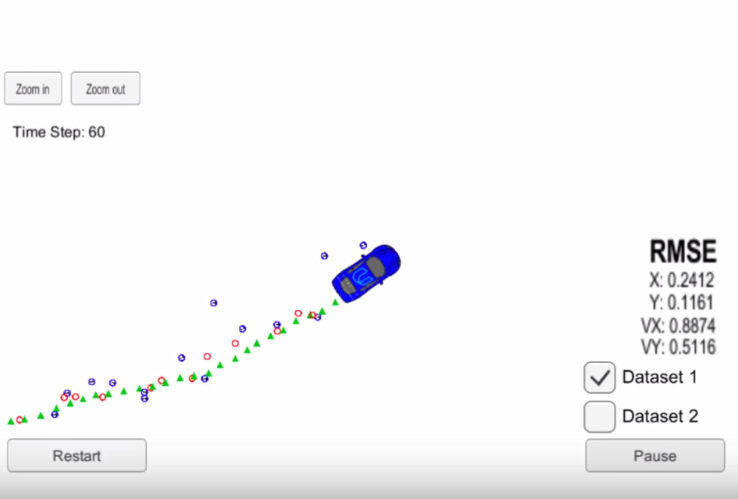 Zoom in
Zoom out
Time Step: 60
RMSE
X: 0.2412
Y: 0.1161
VX: 0.8874
VY: 0.5116
Dataset 1
Dataset 2
Restart
Pause